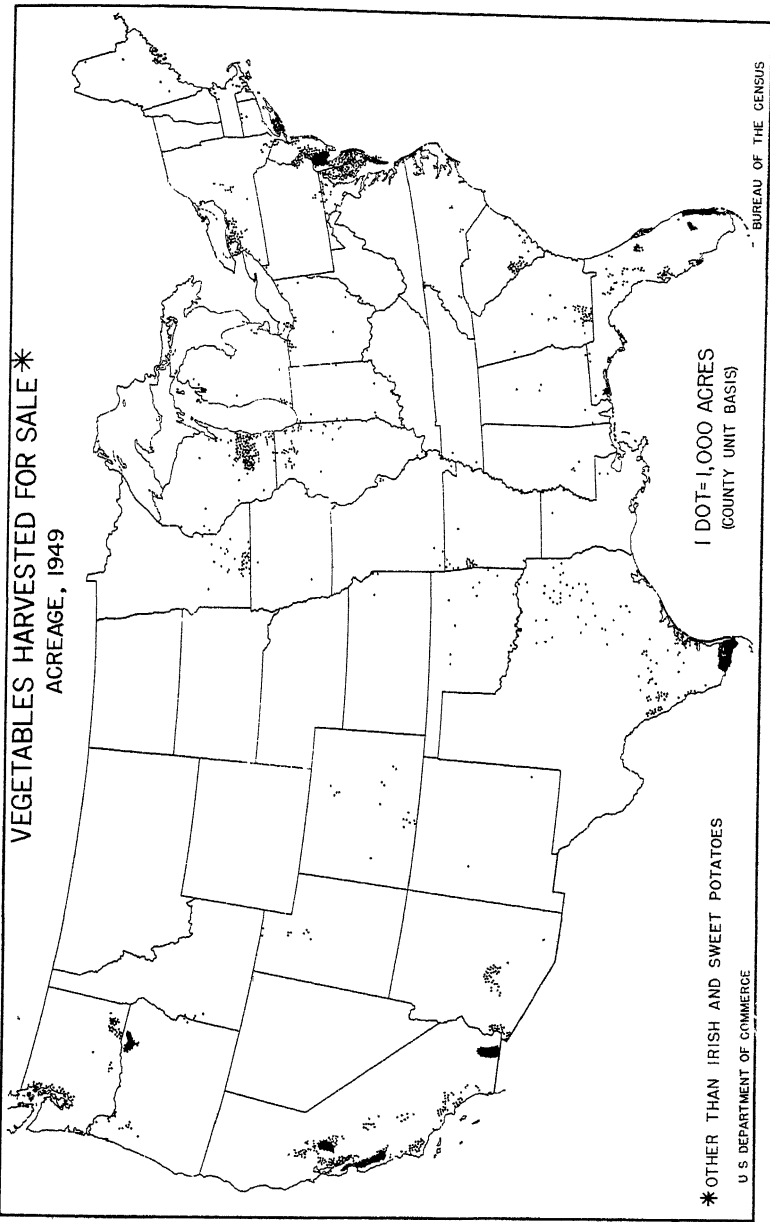 VEGETABLES HARVESTED FOR SALE *
ACREAGE, 1949
1 DOT = 1,000 ACRES
(COUNTY UNIT BASIS)
* OTHER THAN IRISH AND SWEET POTATOES
U S DEPARTMENT OF COMMERCE
BUREAU OF THE CENSUS